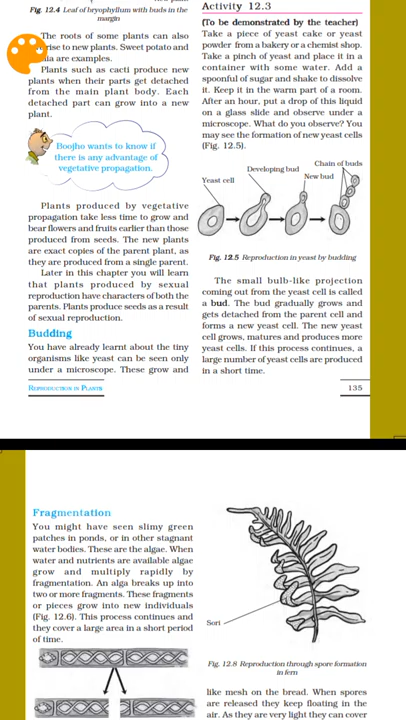 Fig. 12.4 Leaf of bryophyllum with buds in the
margin
The roots of some plants can also
rise to new plants. Sweet potato and
are examples.
Plants such as cacti produce new
plants when their parts get detached
from the main plant body. Each
detached part can grow into a new
plant.
Boojho wants to know if
there is any advantage of
vegetative propagation.
Plants produced by vegetative
propagation take less time to grow and
bear flowers and fruits earlier than those
produced from seeds. The new plants
are exact copies of the parent plant, as
they are produced from a single parent.
Later in this chapter you will learn
that plants produced by sexual
reproduction have characters of both the
parents. Plants produce seeds as a result
of sexual reproduction.
Budding
You have already learnt about the tiny
organisms like yeast can be seen only
under a microscope. These grow and
Activity 12.3
(To be demonstrated by the teacher)
Take a piece of yeast cake or yeast
powder from a bakery or a chemist shop.
Take a pinch of yeast and place it in a
container with some water. Add a
spoonful of sugar and shake to dissolve
it. Keep it in the warm part of a room.
After an hour, put a drop of this liquid
on a glass slide and observe under a
microscope. What do you observe? You
may see the formation of new yeast cells
(Fig. 12.5).
Yeast cell
Developing bud
New bud
Chain of buds
Fig. 12.5 Reproduction in yeast by budding
The small bulb-like projection
coming out from the yeast cell is called
a bud. The bud gradually grows and
gets detached from the parent cell and
forms a new yeast cell. The new yeast
cell grows, matures and produces more
yeast cells. If this process continues, a
large number of yeast cells are produced
in a short time.
REPRODUCTION IN PLANTS
135
Fragmentation
You might have seen slimy green
patches in ponds, or in other stagnant
water bodies. These are the algae. When
water and nutrients are available algae
grow and multiply rapidly by
fragmentation. An alga breaks up into
two or more fragments. These fragments
or pieces grow into new individuals
(Fig. 12.6). This process continues and
they cover a large area in a short period
of time.
Sori
Fig. 12.8 Reproduction through spore formation
in fern
like mesh on the bread. When spores
are released they keep floating in the
air. As they are very light they can cover